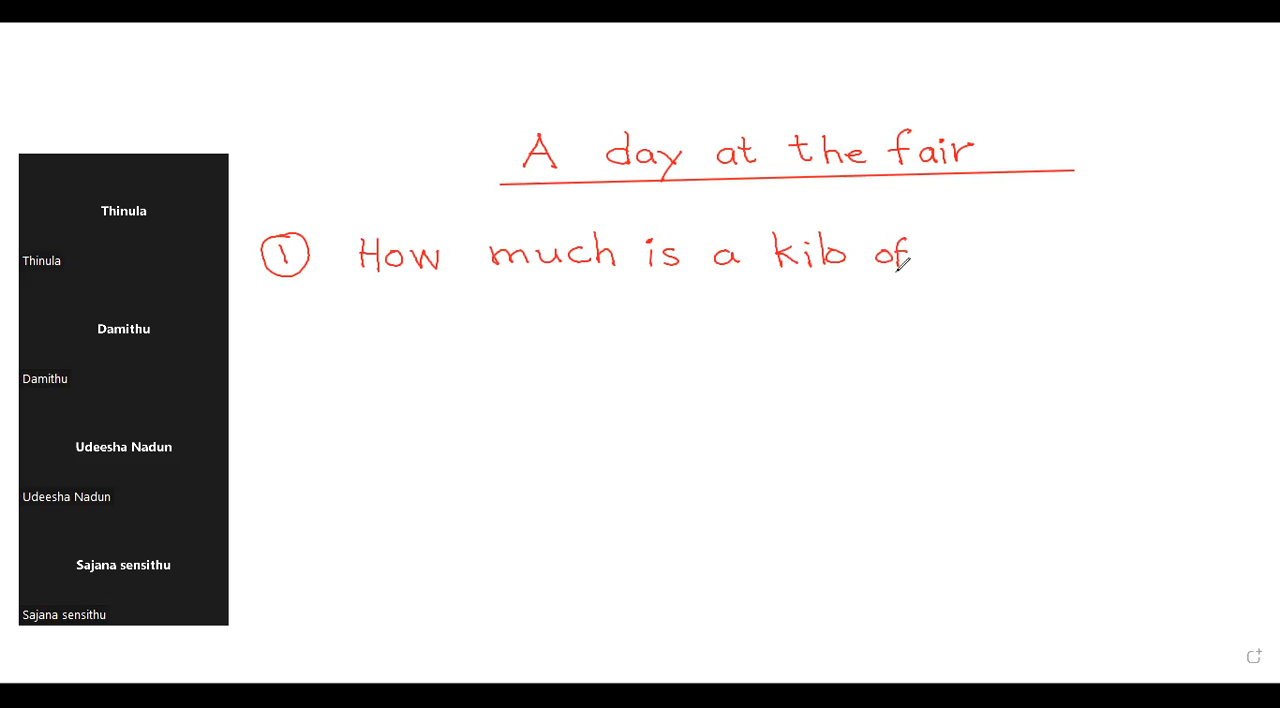 A day at the fair
① How much is a kilo of
Thinula
Thinula
Damithu
Damithu
Udeesha Nadun
Udeesha Nadun
Sajana sensithu
Sajana sensithu